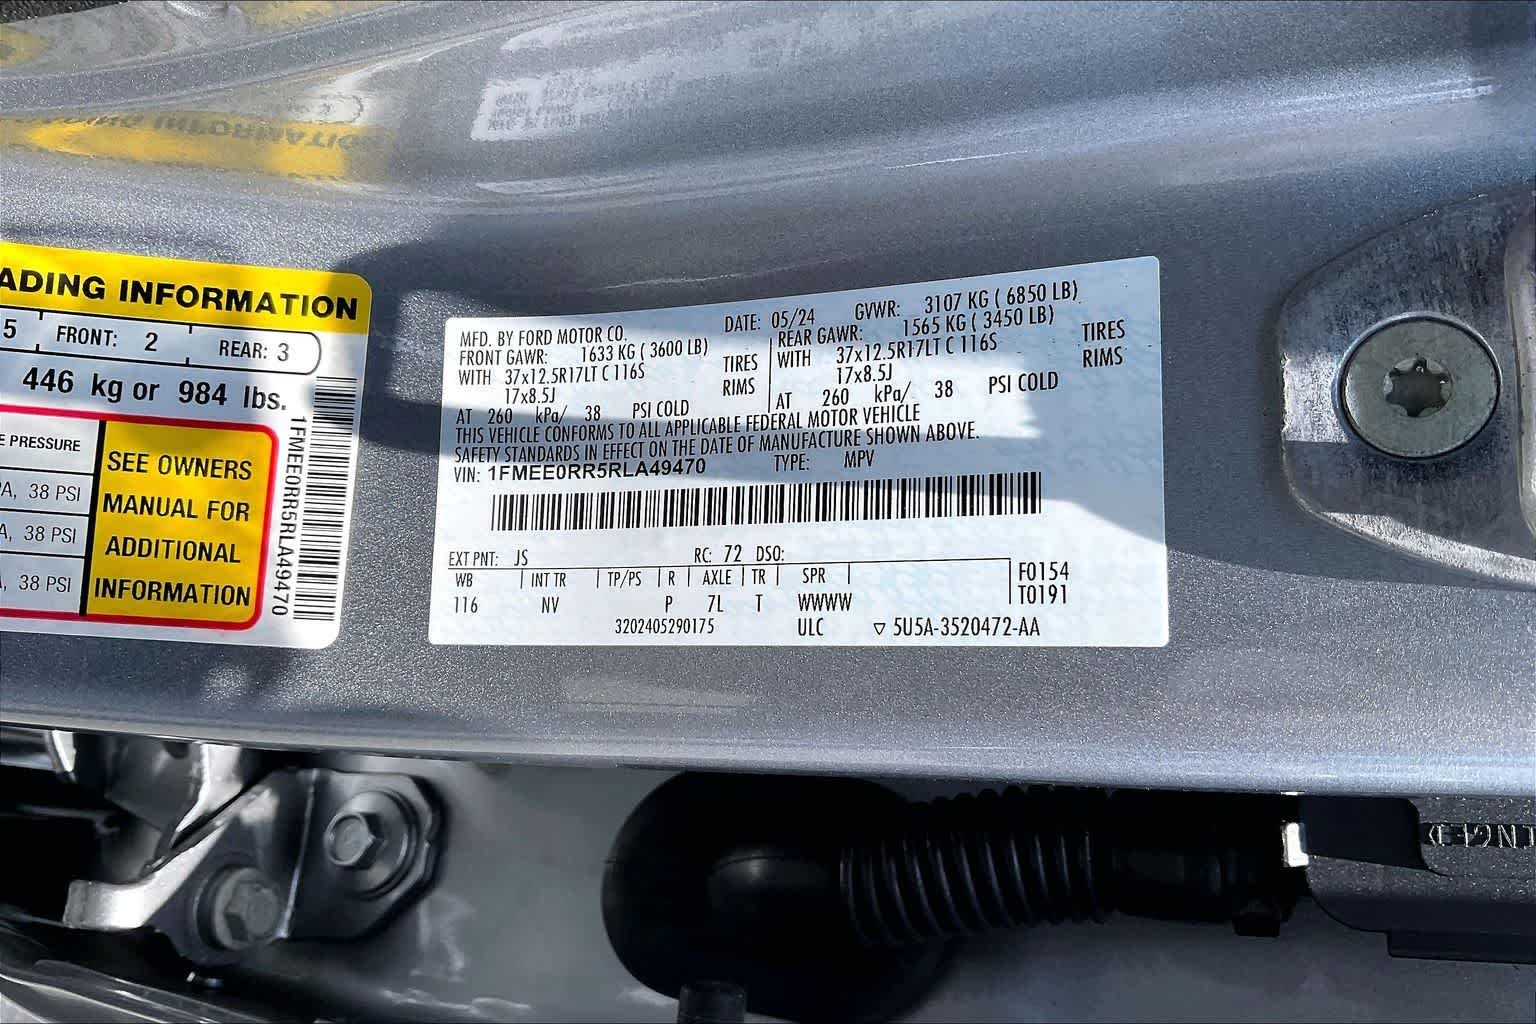 ADING INFORMATION
5 FRONT: 2 REAR: 3
446 kg or 984 lbs.
E PRESSURE
A, 38 PSI
A, 38 PSI
, 38 PSI
SEE OWNERS
MANUAL FOR
ADDITIONAL
INFORMATION
1FMEE0RR5RLA49470
MFD. BY FORD MOTOR CO. DATE: 05/24 GVWR: 3107 KG ( 6850 LB)
FRONT GAWR: 1633 KG ( 3600 LB) REAR GAWR: 1565 KG ( 3450 LB)
WITH 37x12.5R17LT C 116S TIRES WITH 37x12.5R17LT C 116S TIRES
17x8.5J RIMS 17x8.5J RIMS
AT 260 kPa/ 38 PSI COLD AT 260 kPa/ 38 PSI COLD
THIS VEHICLE CONFORMS TO ALL APPLICABLE FEDERAL MOTOR VEHICLE
SAFETY STANDARDS IN EFFECT ON THE DATE OF MANUFACTURE SHOWN ABOVE.
VIN: 1FMEE0RR5RLA49470 TYPE: MPV
EXT PNT: JS RC: 72 DSO:
WB INT TR TP/PS R AXLE TR SPR F0154
116 NV P 7L T WWWW T0191
3202405290175 ULC ▽ 5U5A-3520472-AA